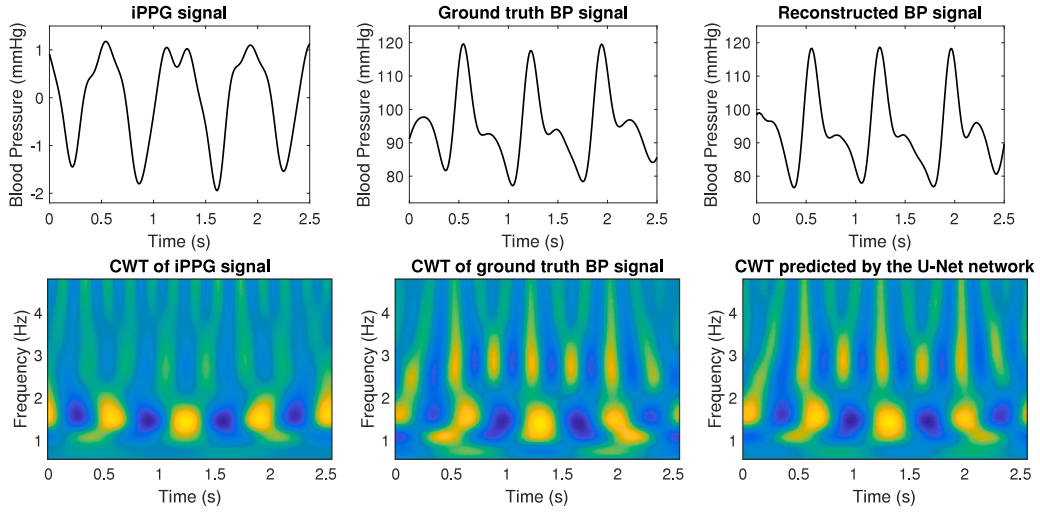 iPPG signal
Blood Pressure (mmHg)
1
0
-1
-2
0 0.5 1 1.5 2 2.5
Time (s)
Ground truth BP signal
Blood Pressure (mmHg)
120
110
100
90
80
0 0.5 1 1.5 2 2.5
Time (s)
Reconstructed BP signal
Blood Pressure (mmHg)
120
110
100
90
80
0 0.5 1 1.5 2 2.5
Time (s)
CWT of iPPG signal
Frequency (Hz)
4
3
2
1
0 0.5 1 1.5 2 2.5
Time (s)
CWT of ground truth BP signal
Frequency (Hz)
4
3
2
1
0 0.5 1 1.5 2 2.5
Time (s)
CWT predicted by the U-Net network
Frequency (Hz)
4
3
2
1
0 0.5 1 1.5 2 2.5
Time (s)